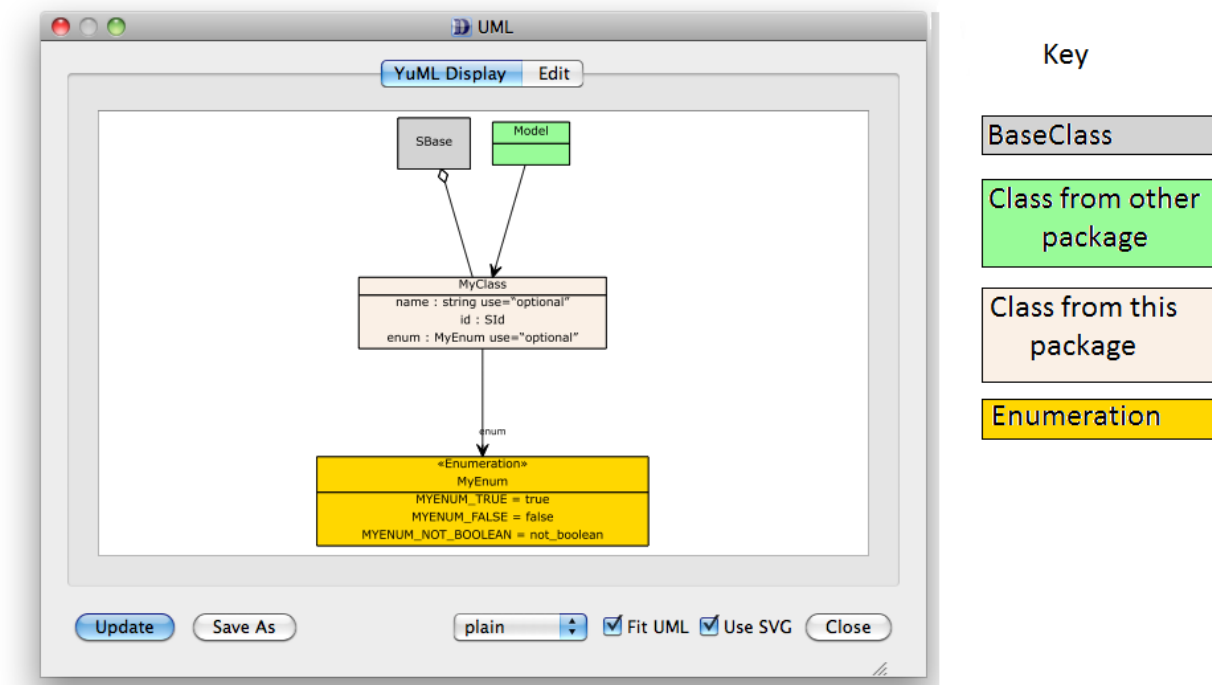 UML
YuML Display Edit
SBase
Model
MyClass
name : string use=“optional”
id : SId
enum : MyEnum use=“optional”
enum
«Enumeration»
MyEnum
MYENUM_TRUE = true
MYENUM_FALSE = false
MYENUM_NOT_BOOLEAN = not_boolean
Update Save As plain Fit UML Use SVG Close
Key
BaseClass
Class from other
package
Class from this
package
Enumeration